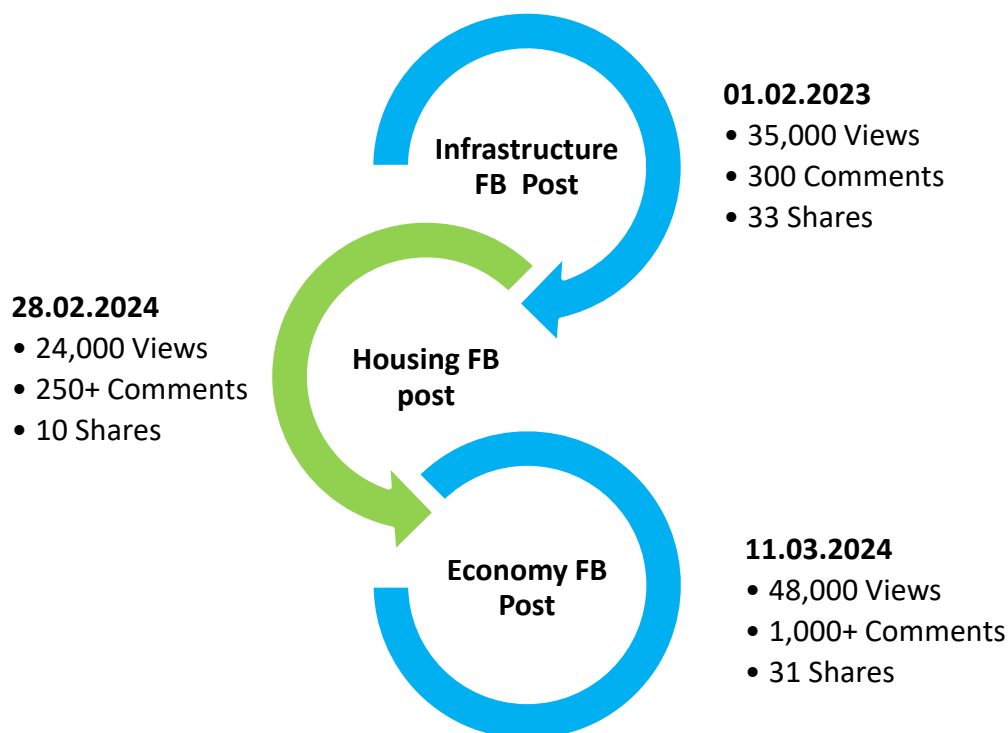 Infrastructure
FB Post
01.02.2023
• 35,000 Views
• 300 Comments
• 33 Shares
28.02.2024
• 24,000 Views
• 250+ Comments
• 10 Shares
Housing FB
post
Economy FB
Post
11.03.2024
• 48,000 Views
• 1,000+ Comments
• 31 Shares